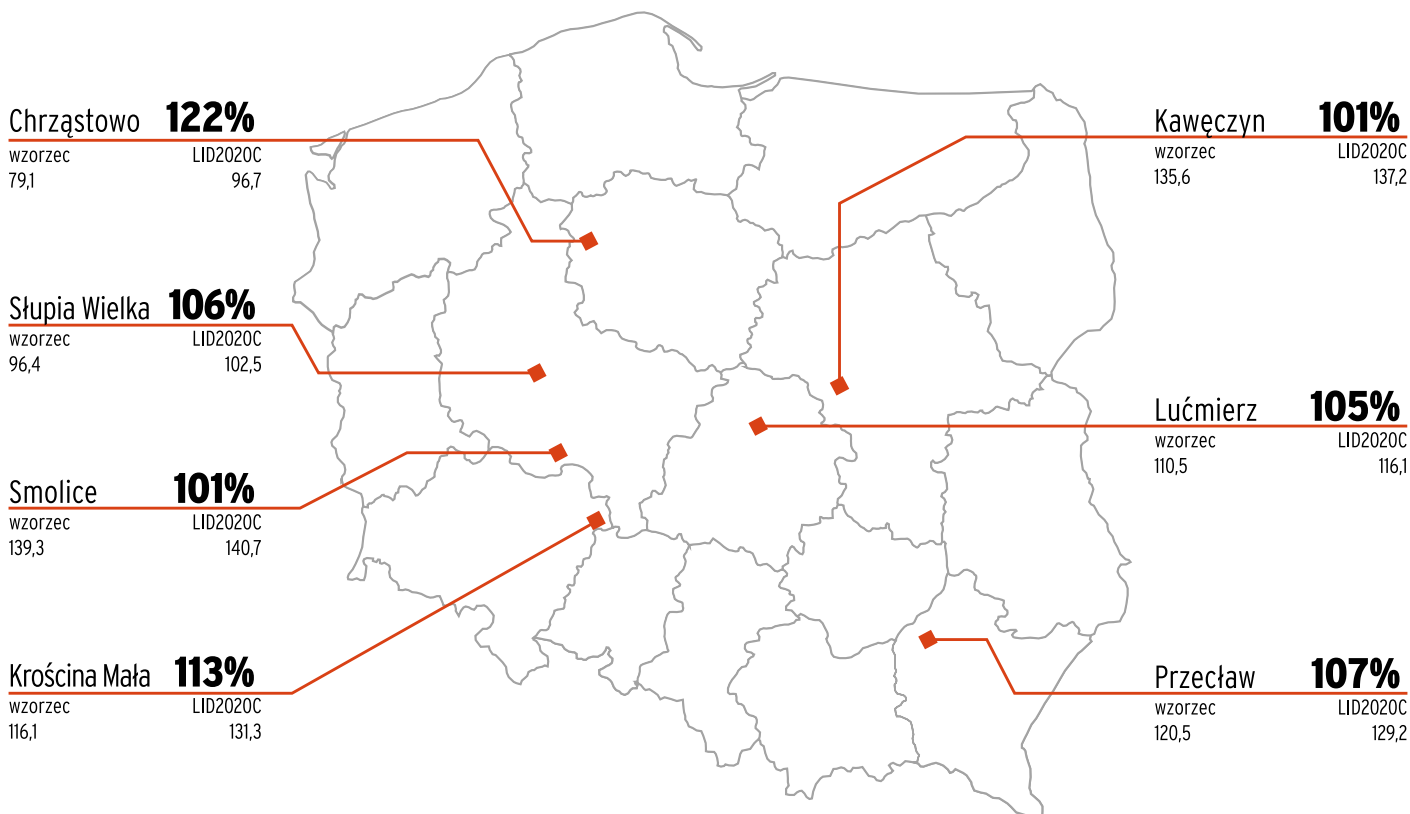 Chrząstowo 122%
wzorzec LID2020C
79,1 96,7
Słupia Wielka 106%
wzorzec LID2020C
96,4 102,5
Smolice 101%
wzorzec LID2020C
139,3 140,7
Krościna Mała 113%
wzorzec LID2020C
116,1 131,3
Kawęczyn 101%
wzorzec LID2020C
135,6 137,2
Lućmierz 105%
wzorzec LID2020C
110,5 116,1
Przecław 107%
wzorzec LID2020C
120,5 129,2